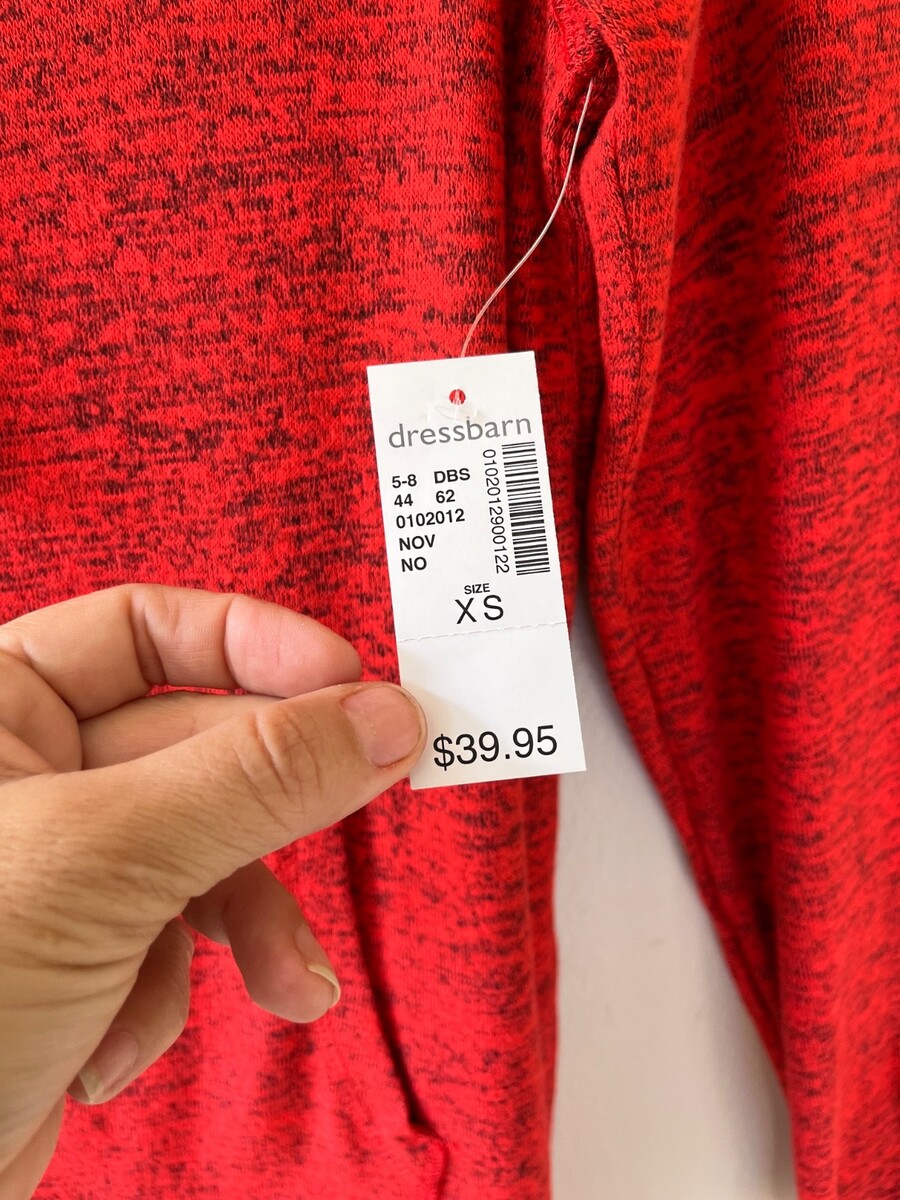 dressbarn
5-8 DBS
44 62
0102012
NOV
NO
0102012900122
SIZE
XS
$39.95